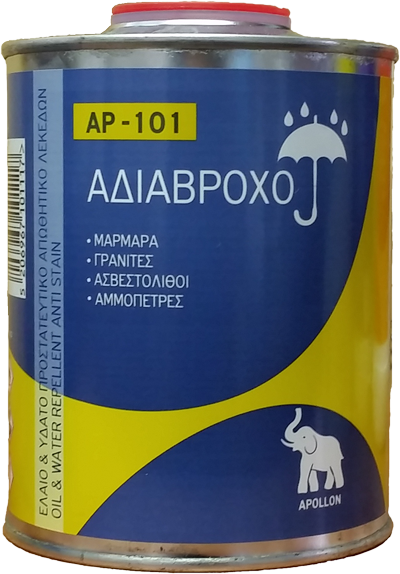 AP-101
ΑΔΙΑΒΡΟΧΟ
• ΜΑΡΜΑΡΑ
• ΓΡΑΝΙΤΕΣ
• ΑΣΒΕΣΤΟΛΙΘΟΙ
• ΑΜΜΟΠΕΤΡΕΣ
ΕΛΑΙΟ & ΥΔΑΤΟ ΠΡΟΣΤΑΤΕΥΤΙΚΟ ΑΠΩΘΗΤΙΚΟ ΛΕΚΕΔΩΝ
OIL & WATER REPELLENT ANTI STAIN
APOLLON